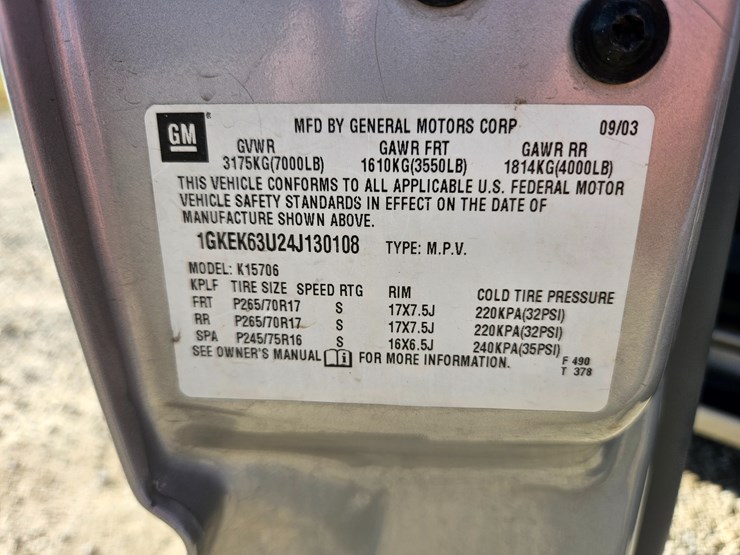 GM
MFD BY GENERAL MOTORS CORP 09/03
GVWR GAWR FRT GAWR RR
3175KG(7000LB) 1610KG(3550LB) 1814KG(4000LB)
THIS VEHICLE CONFORMS TO ALL APPLICABLE U.S. FEDERAL MOTOR
VEHICLE SAFETY STANDARDS IN EFFECT ON THE DATE OF
MANUFACTURE SHOWN ABOVE.
1GKEK63U24J130108 TYPE: M.P.V.
MODEL: K15706
KPLF TIRE SIZE SPEED RTG RIM COLD TIRE PRESSURE
FRT P265/70R17 S 17X7.5J 220KPA(32PSI)
RR P265/70R17 S 17X7.5J 220KPA(32PSI)
SPA P245/75R16 S 16X6.5J 240KPA(35PSI)
SEE OWNER'S MANUAL i FOR MORE INFORMATION.
F 490
T 378